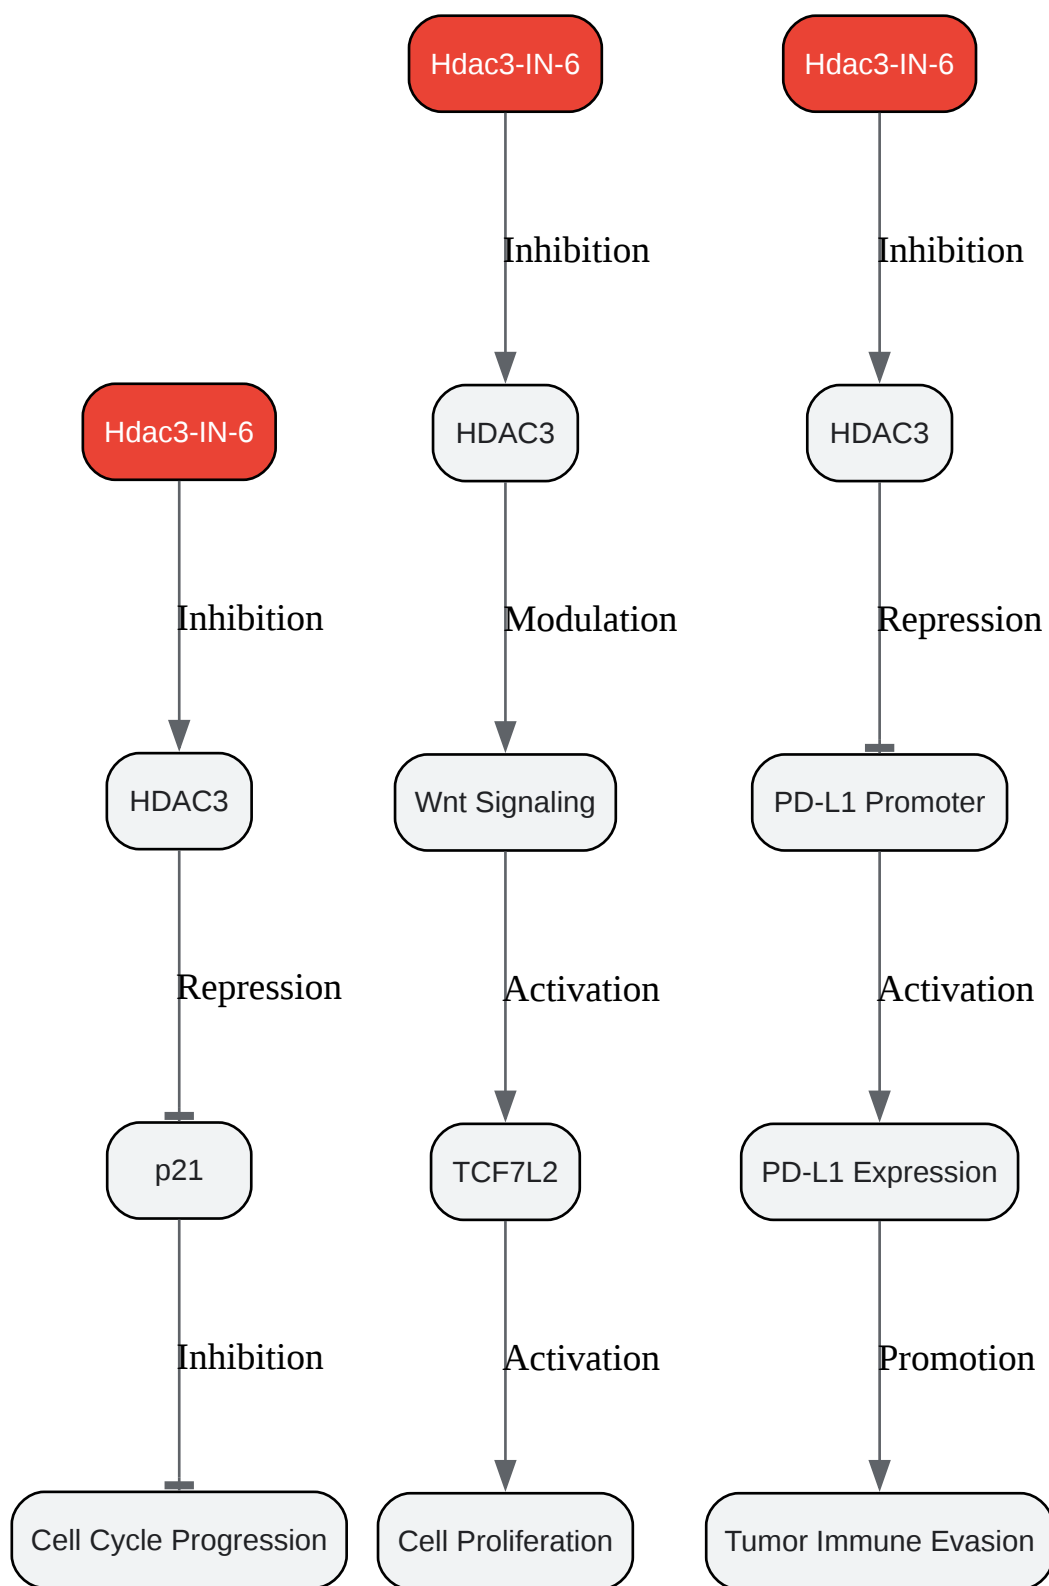 Hdac3-IN-6
Inhibition
HDAC3
Repression
p21
Inhibition
Cell Cycle Progression
Hdac3-IN-6
Inhibition
HDAC3
Modulation
Wnt Signaling
Activation
TCF7L2
Activation
Cell Proliferation
Hdac3-IN-6
Inhibition
HDAC3
Repression
PD-L1 Promoter
Activation
PD-L1 Expression
Promotion
Tumor Immune Evasion